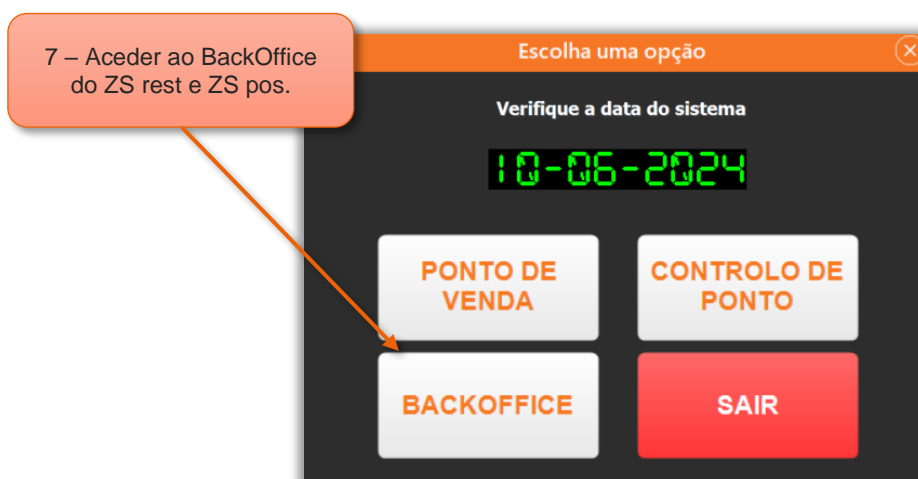 7 – Aceder ao BackOffice
do ZS rest e ZS pos.
Escolha uma opção
Verifique a data do sistema
10-06-2024
PONTO DE
VENDA
CONTROLO DE
PONTO
BACKOFFICE
SAIR